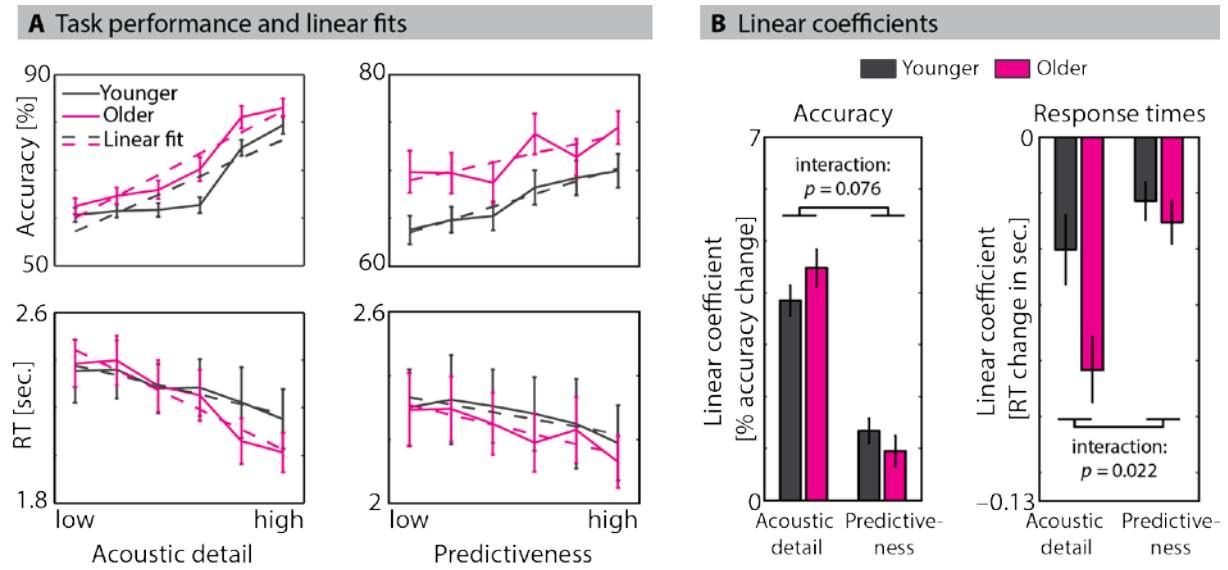 A Task performance and linear fits
90
Younger
Older
Linear fit
Accuracy [%]
50
80
60
2.6
RT [sec.]
1.8
low
high
Acoustic detail
2.6
2
low
high
Predictiveness
B Linear coefficients
Younger
Older
Accuracy
7
interaction:
p = 0.076
Linear coefficient
[% accuracy change]
0
Acoustic
detail
Predictive-
ness
Response times
0
Linear coefficient
[RT change in sec.]
interaction:
p = 0.022
−0.13
Acoustic
detail
Predictive-
ness